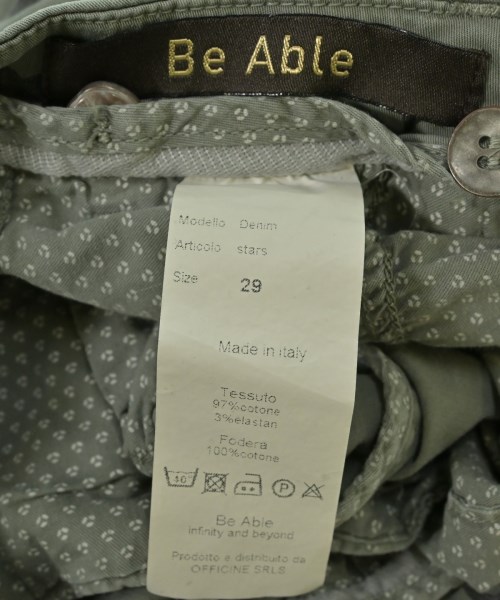 Be Able
Modello Denim
Articolo stars
Size 29
Made in italy
Tessuto
97%cotone
3%elastan
Fodera
100%cotone
40°
P
Be Able
infinity and beyond
Prodotto e distribuito da
OFFICINE SRLS